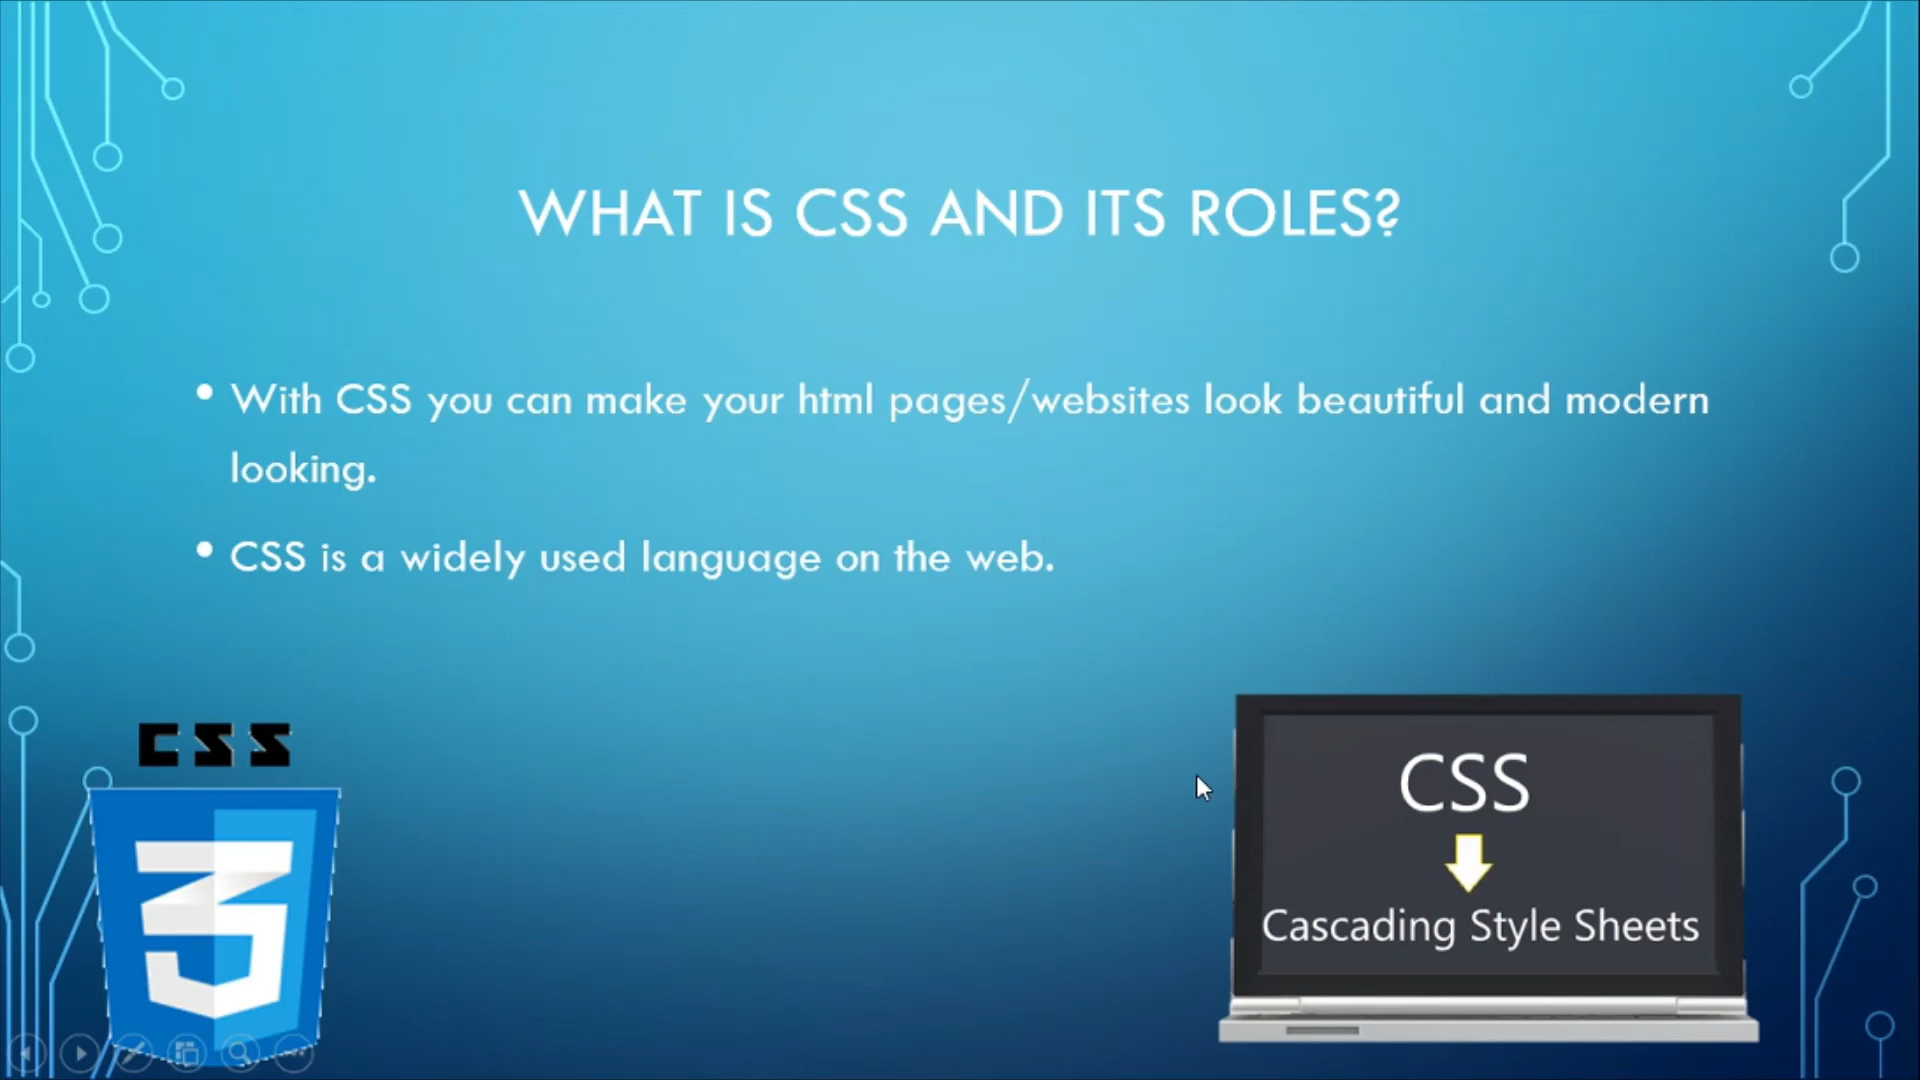 WHAT IS CSS AND ITS ROLES?
• With CSS you can make your html pages/websites look beautiful and modern
looking.
• CSS is a widely used language on the web.
CSS
3
CSS
Cascading Style Sheets